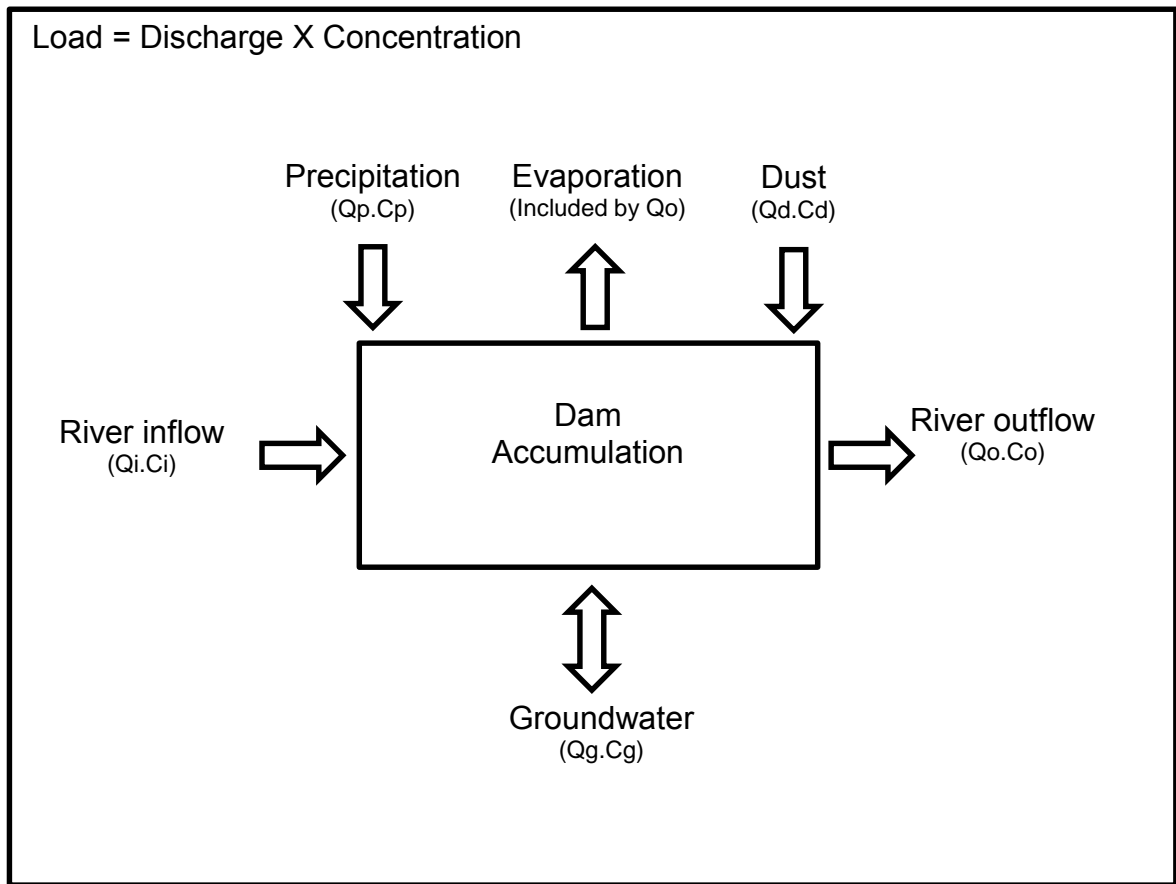 Load = Discharge X Concentration
Precipitation
(Qp.Cp)
Evaporation
(Included by Qo)
Dust
(Qd.Cd)
River inflow
(Qi.Ci)
Dam
Accumulation
River outflow
(Qo.Co)
Groundwater
(Qg.Cg)